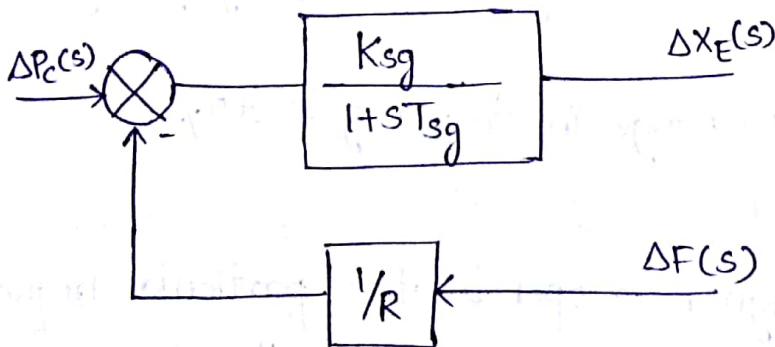 ΔPc(s)
Ksg
1+STsg
ΔXE(s)
-
1/R
ΔF(s)